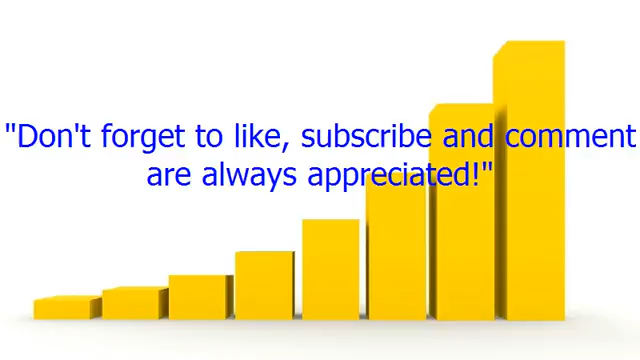 "Don't forget to like, subscribe and comment
are always appreciated!"